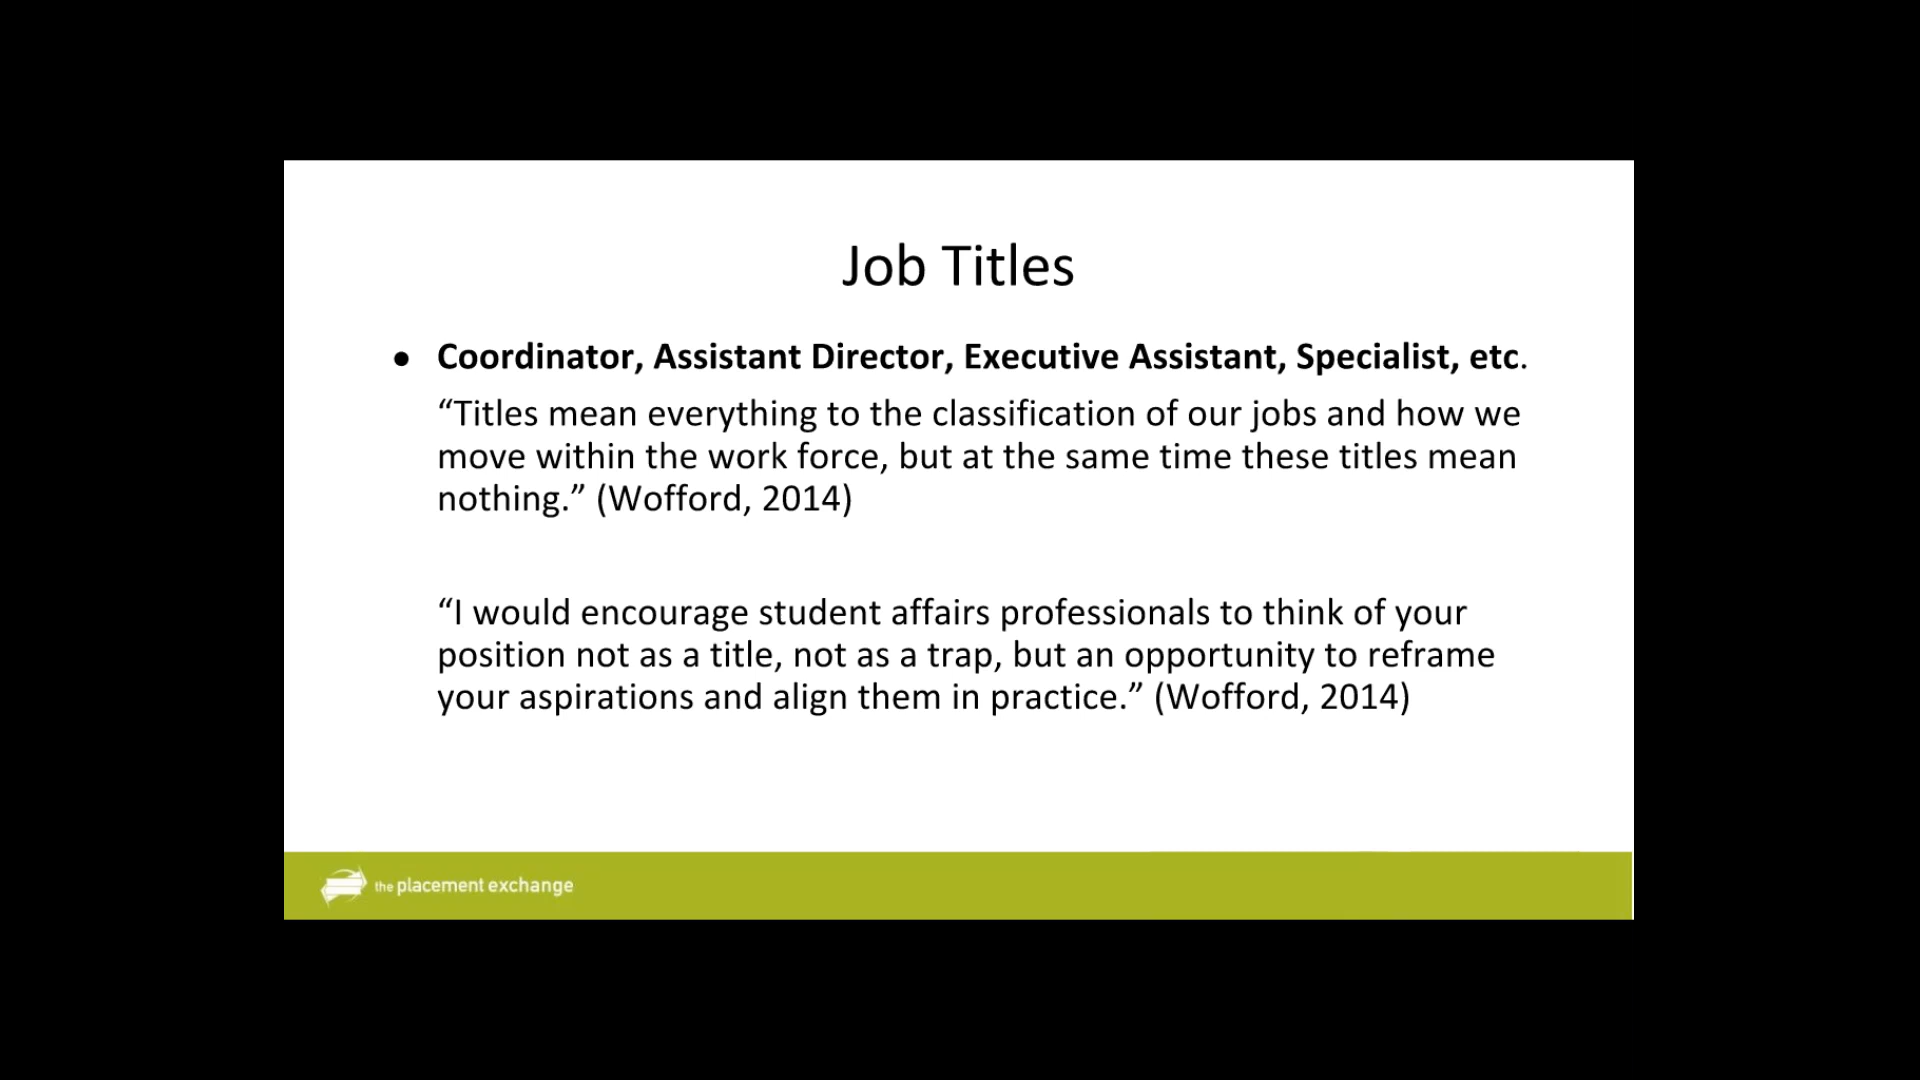 Job Titles
● Coordinator, Assistant Director, Executive Assistant, Specialist, etc.
“Titles mean everything to the classification of our jobs and how we
move within the work force, but at the same time these titles mean
nothing.” (Wofford, 2014)
“I would encourage student affairs professionals to think of your
position not as a title, not as a trap, but an opportunity to reframe
your aspirations and align them in practice.” (Wofford, 2014)
the placement exchange